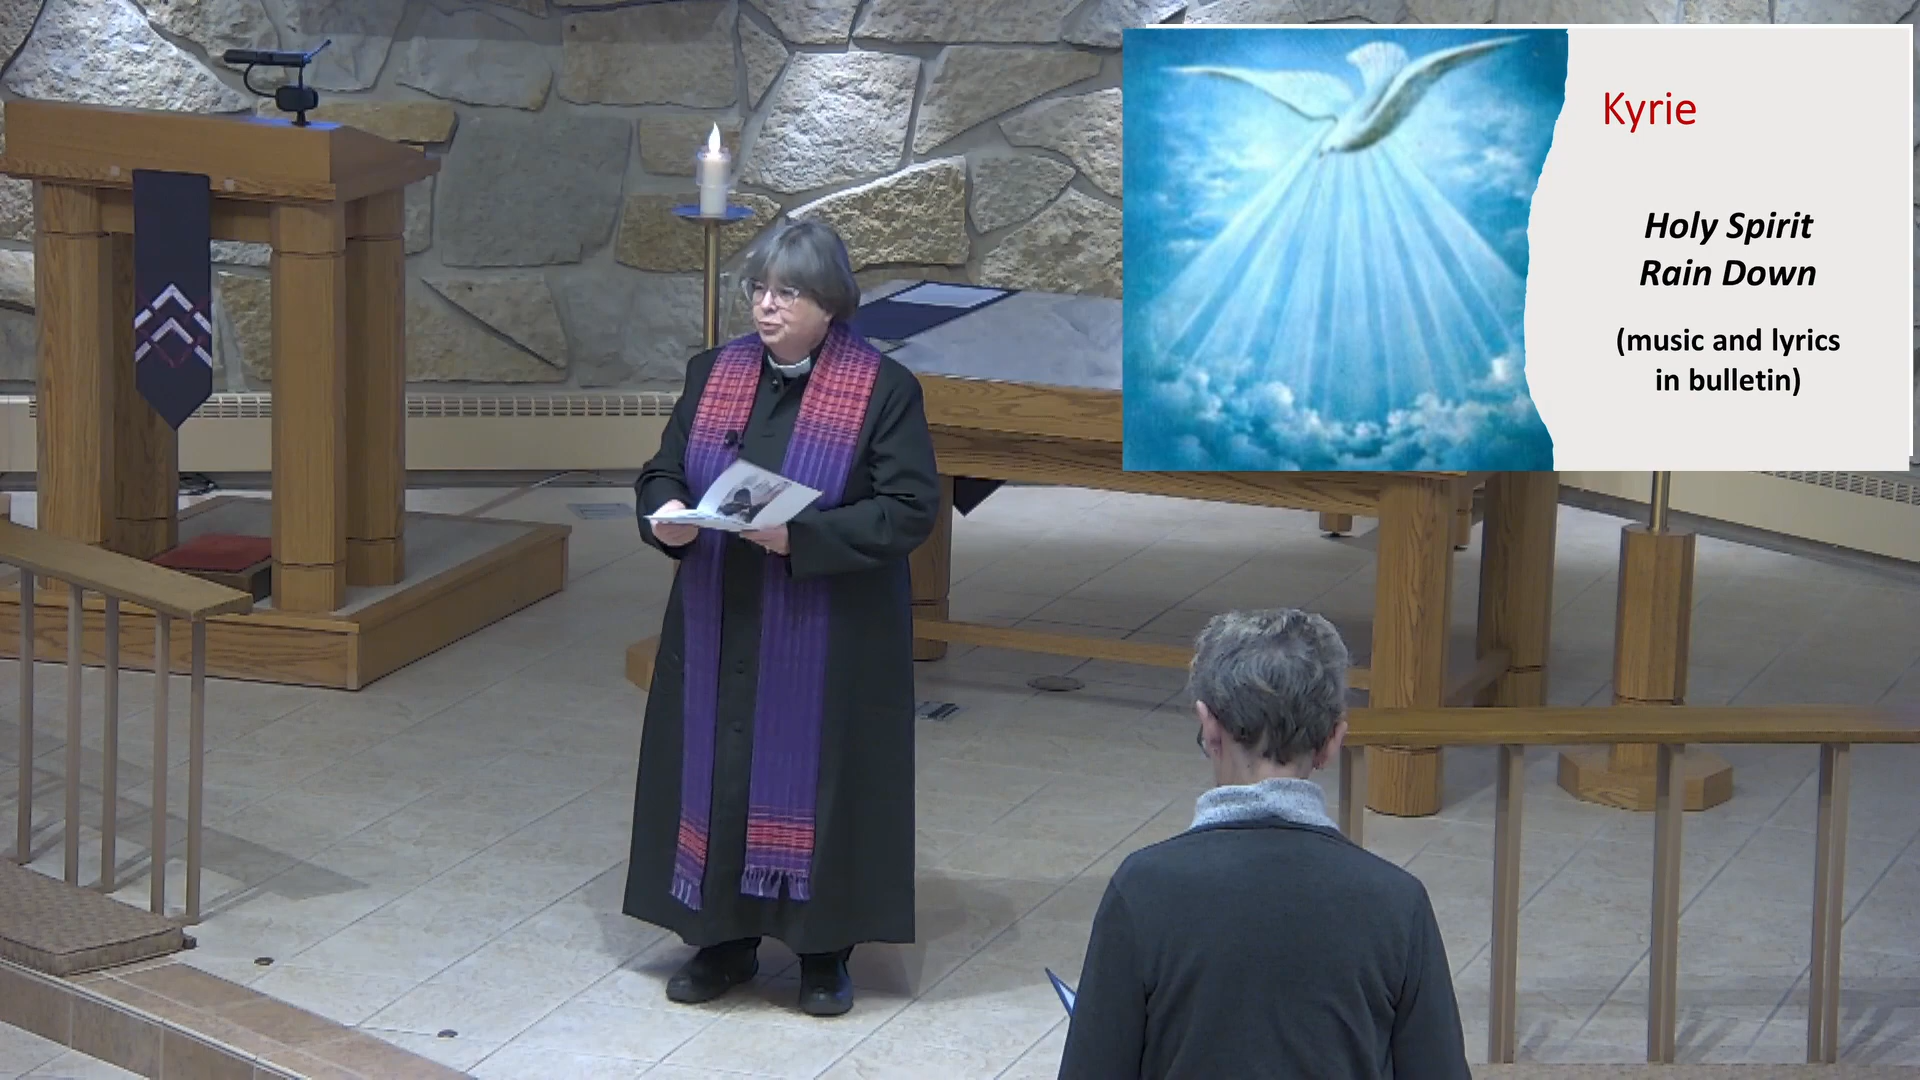 Kyrie
Holy Spirit
Rain Down
(music and lyrics
in bulletin)